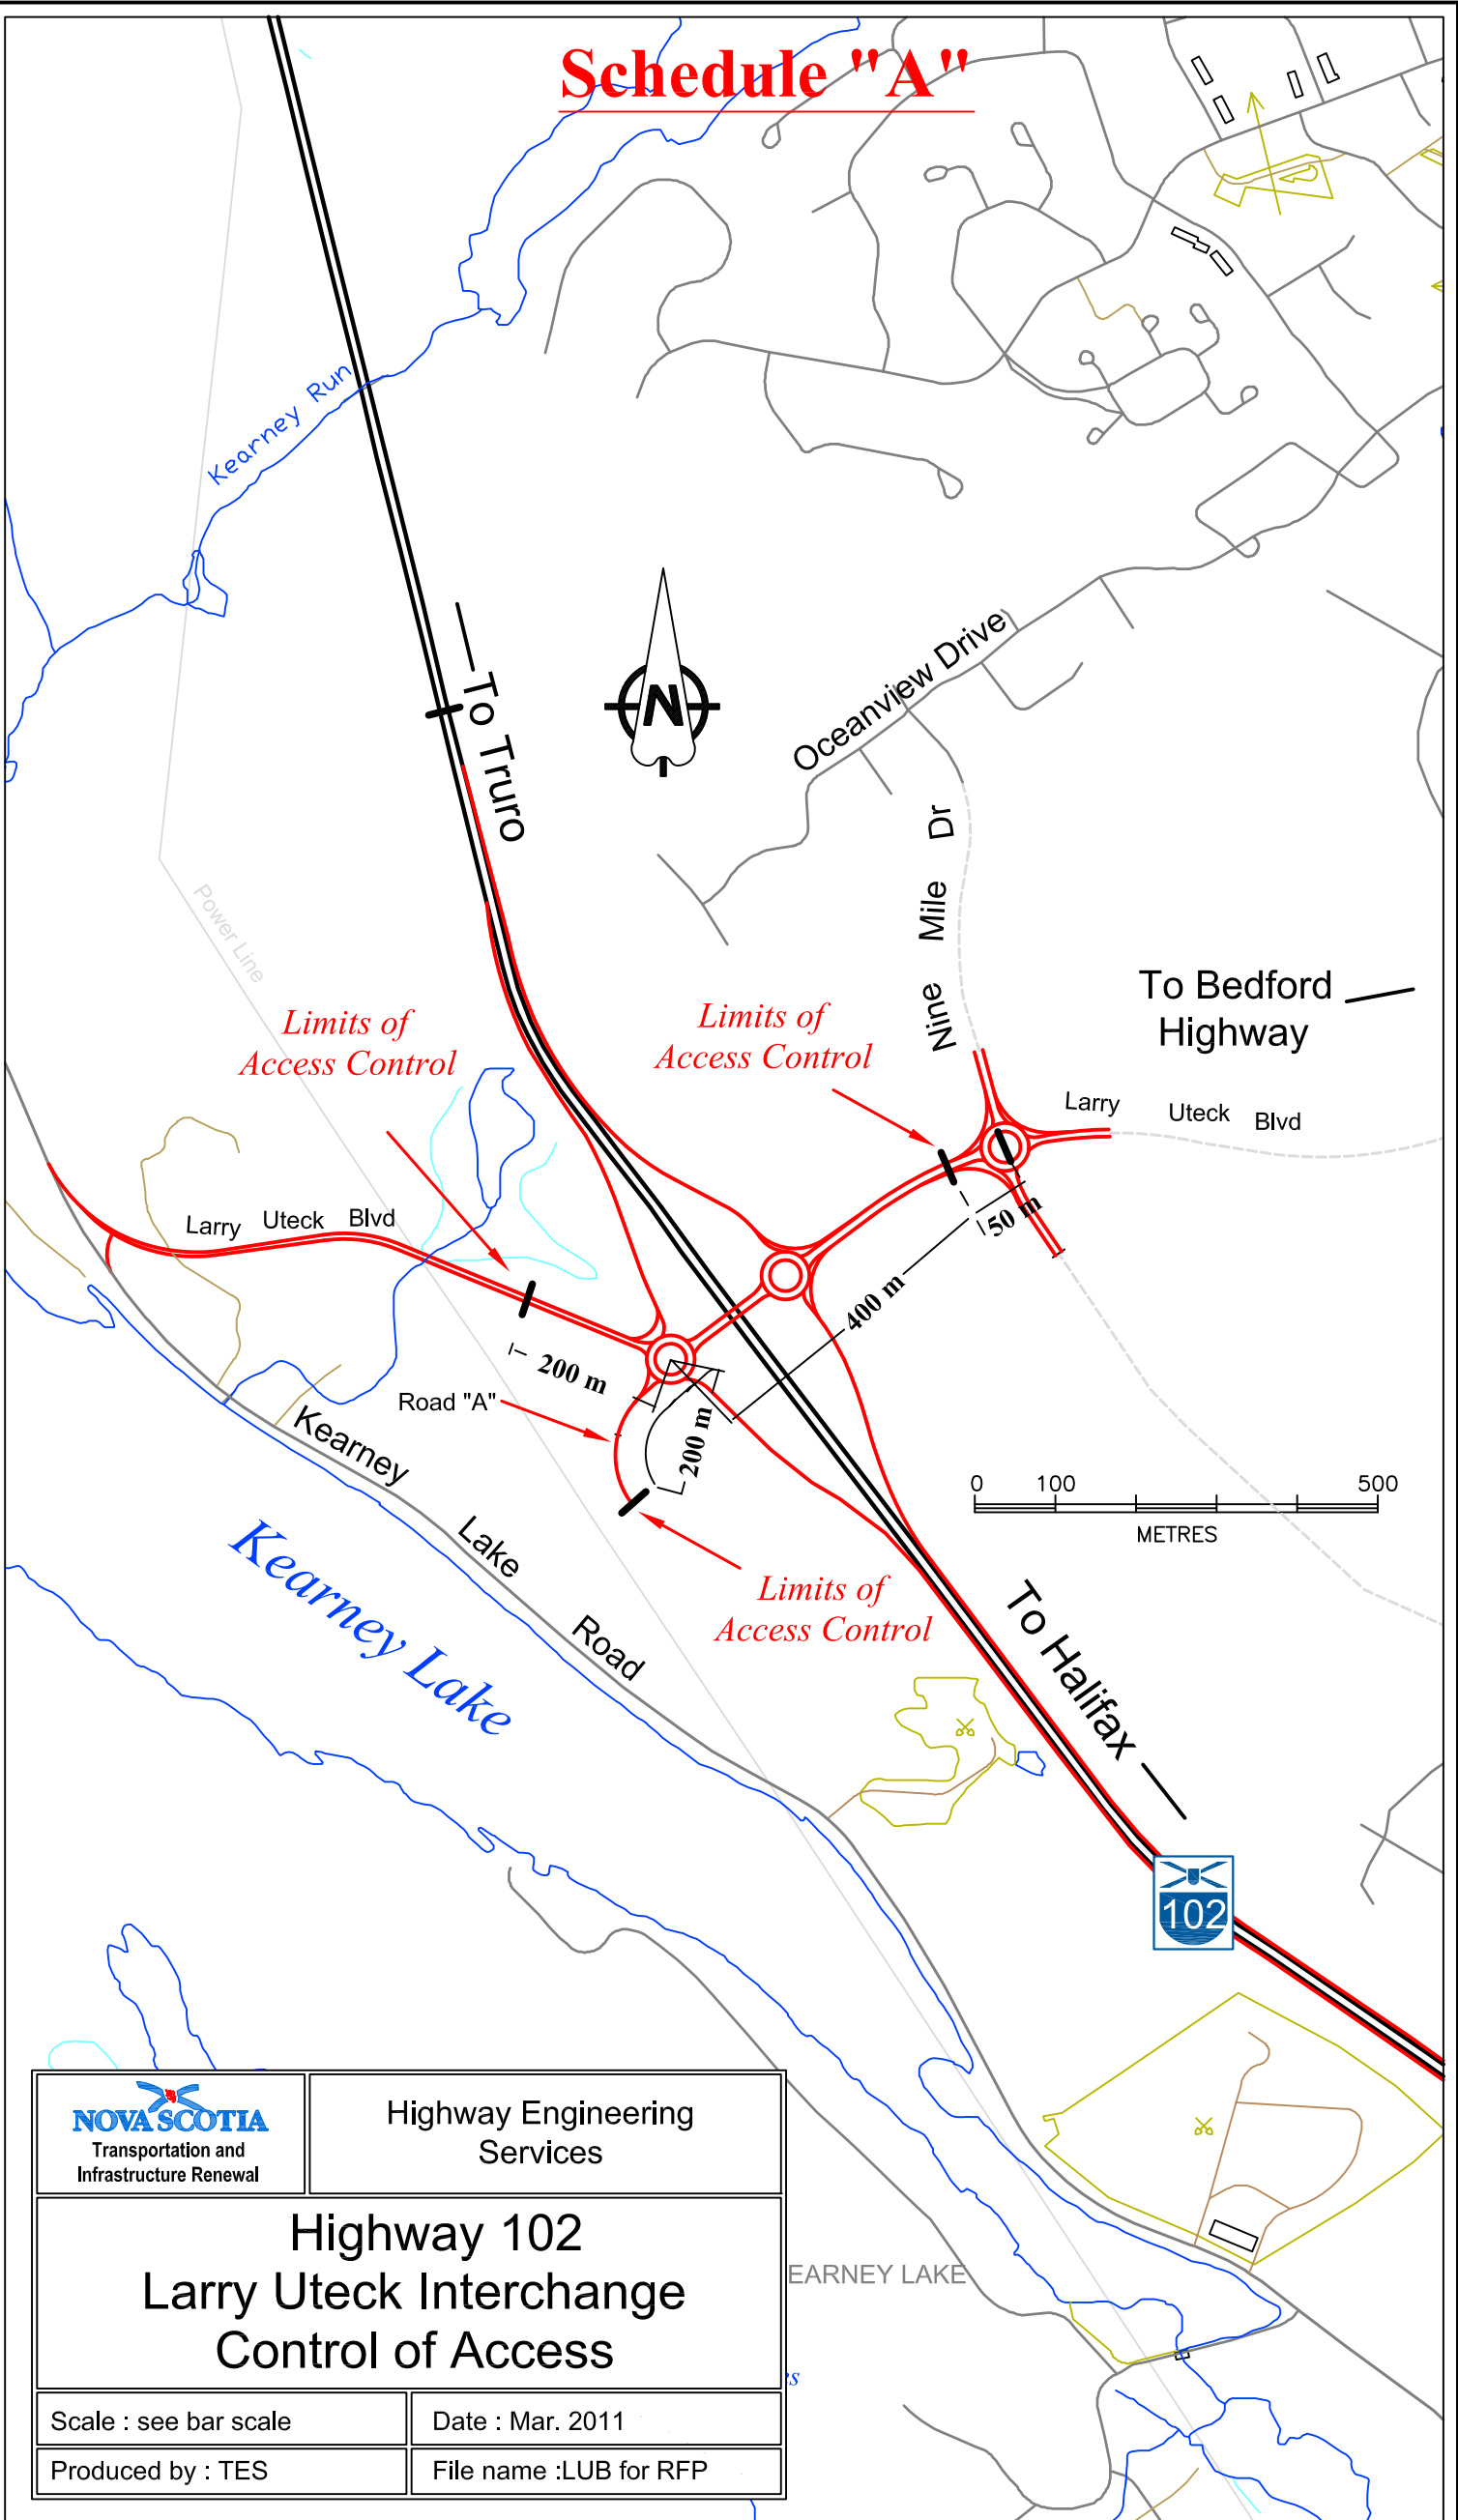 Schedule "A"
Kearney Run
To Truro
N
Oceanview Drive
Nine Mile Dr
Power Line
To Bedford
Highway
Limits of
Access Control
Limits of
Access Control
Larry Uteck Blvd
Larry Uteck Blvd
50 m
400 m
200 m
Road "A"
200 m
Kearney Lake Road
0 100 500
METRES
Kearney Lake
Limits of
Access Control
To Halifax
102
NOVA SCOTIA
Transportation and
Infrastructure Renewal
Highway Engineering
Services
Highway 102
Larry Uteck Interchange
Control of Access
EARNEY LAKE
Scale : see bar scale
Date : Mar. 2011
Produced by : TES
File name :LUB for RFP